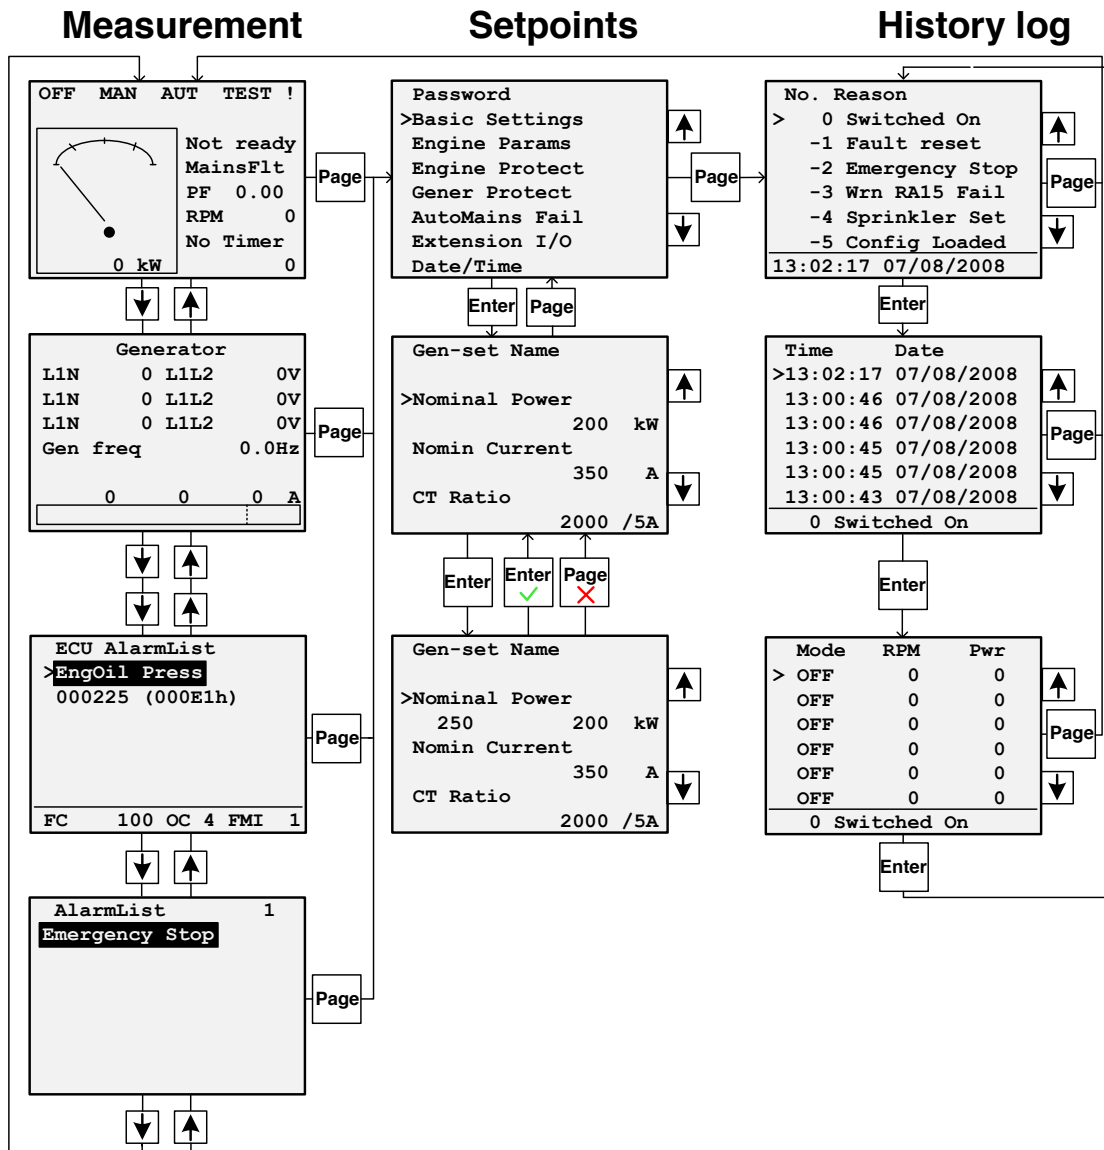 Measurement
OFF MAN AUT TEST !
Not ready
MainsFlt
PF 0.00
RPM 0
No Timer
0 kW 0
Page
Generator
L1N 0 L1L2 0V
L1N 0 L1L2 0V
L1N 0 L1L2 0V
Gen freq 0.0Hz
0 0 0 A
Page
ECU AlarmList
>EngOil Press
000225 (000E1h)
FC 100 OC 4 FMI 1
Page
AlarmList 1
Emergency Stop
Page
Setpoints
Password
>Basic Settings
Engine Params
Engine Protect
Gener Protect
AutoMains Fail
Extension I/O
Date/Time
Page
Enter Page
Gen-set Name
>Nominal Power
200 kW
Nomin Current
350 A
CT Ratio
2000 /5A
Enter Enter Page
Gen-set Name
>Nominal Power
250 200 kW
Nomin Current
350 A
CT Ratio
2000 /5A
History log
No. Reason
> 0 Switched On
-1 Fault reset
-2 Emergency Stop
-3 Wrn RA15 Fail
-4 Sprinkler Set
-5 Config Loaded
13:02:17 07/08/2008
Page
Enter
Time Date
>13:02:17 07/08/2008
13:00:46 07/08/2008
13:00:46 07/08/2008
13:00:45 07/08/2008
13:00:45 07/08/2008
13:00:43 07/08/2008
0 Switched On
Page
Enter
Mode RPM Pwr
> OFF 0 0
OFF 0 0
OFF 0 0
OFF 0 0
OFF 0 0
OFF 0 0
0 Switched On
Page
Enter